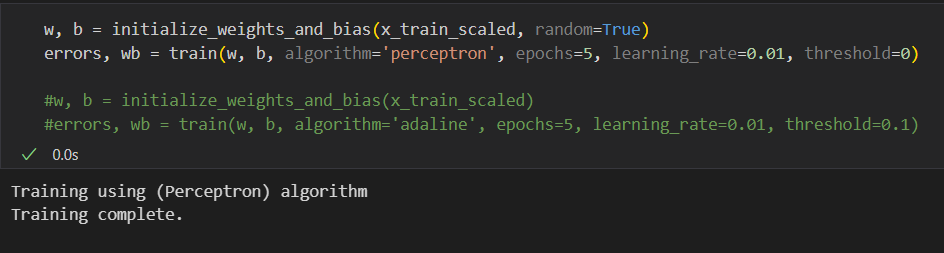 w, b = initialize_weights_and_bias(x_train_scaled, random=True)
errors, wb = train(w, b, algorithm='perceptron', epochs=5, learning_rate=0.01, threshold=0)
#w, b = initialize_weights_and_bias(x_train_scaled)
#errors, wb = train(w, b, algorithm='adaline', epochs=5, learning_rate=0.01, threshold=0.1)
✓ 0.0s
Training using (Perceptron) algorithm
Training complete.